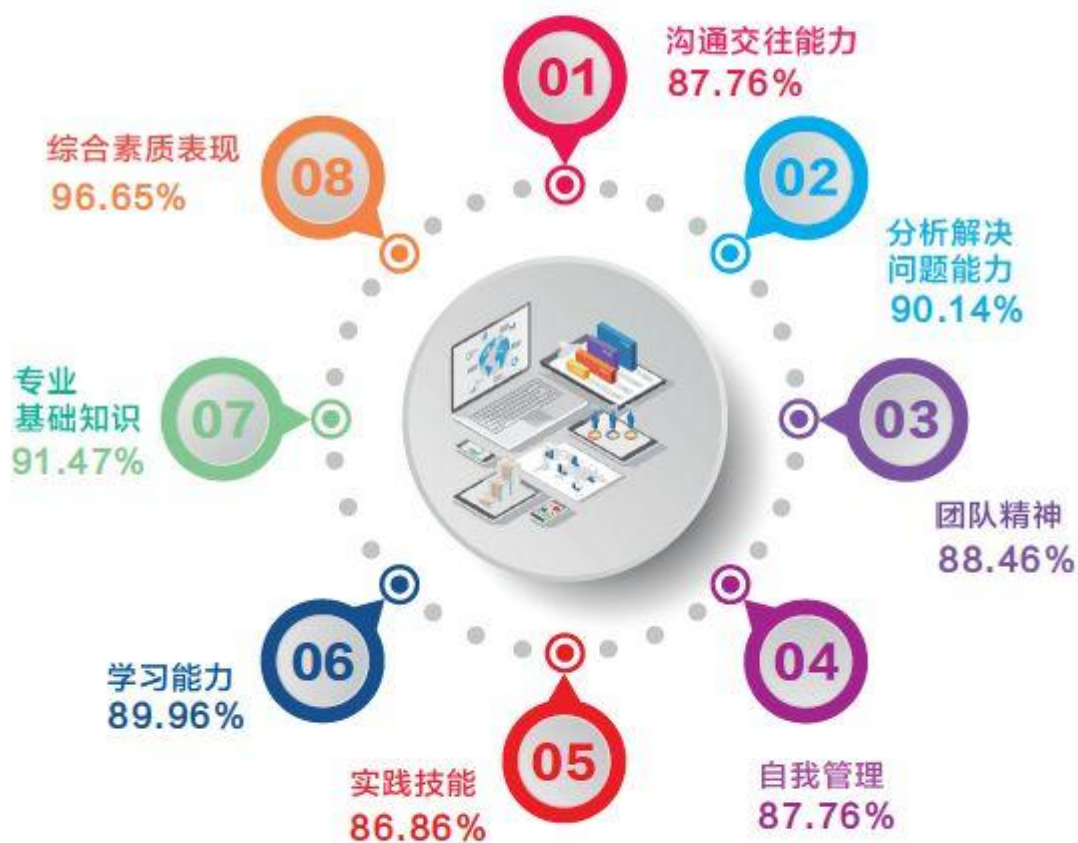 01
沟通交往能力
87.76%
02
分析解决
问题能力
90.14%
03
团队精神
88.46%
04
自我管理
87.76%
05
实践技能
86.86%
06
学习能力
89.96%
07
专业
基础知识
91.47%
08
综合素质表现
96.65%